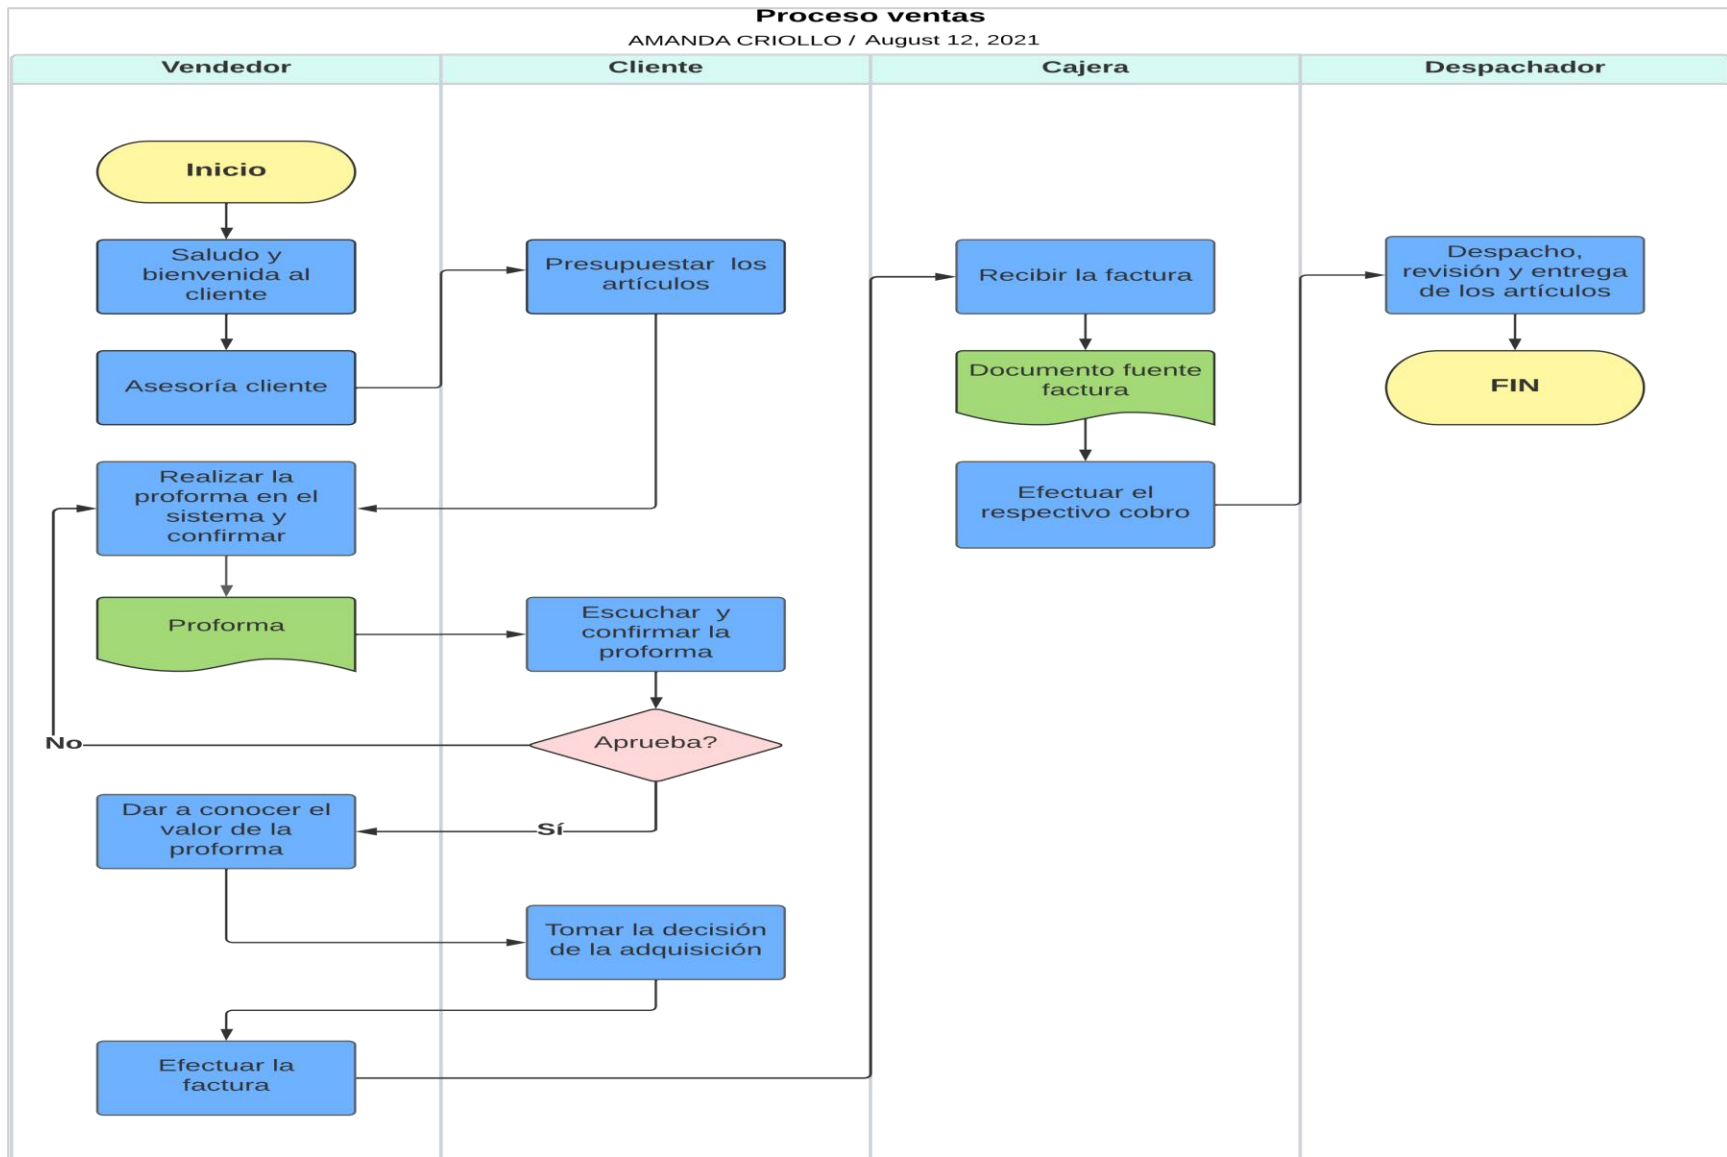 Proceso ventas
AMANDA CRIOLLO / August 12, 2021
Vendedor
Cliente
Cajera
Despachador
Inicio
Saludo y
bienvenida al
cliente
Asesoría cliente
Presupuestar los
artículos
Realizar la
proforma en el
sistema y
confirmar
Proforma
Escuchar y
confirmar la
proforma
Aprueba?
No
Sí
Dar a conocer el
valor de la
proforma
Tomar la decisión
de la adquisición
Efectuar la
factura
Recibir la factura
Documento fuente
factura
Efectuar el
respectivo cobro
Despacho,
revisión y entrega
de los artículos
FIN